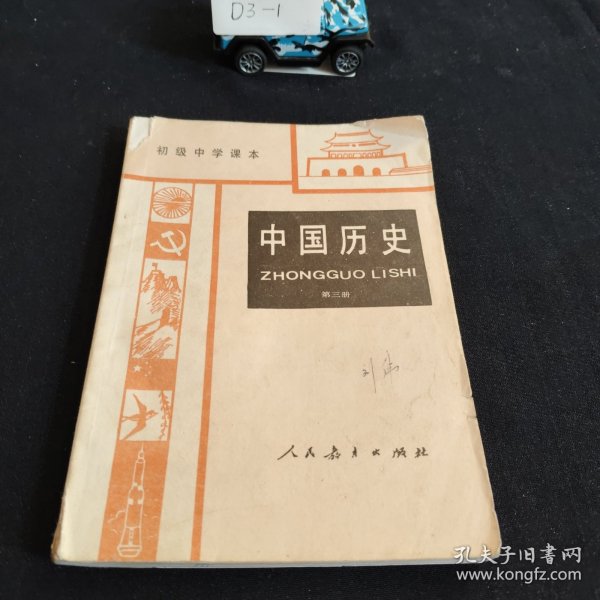 D3-1
初级中学课本
中国历史
ZHONGGUO LISHI
第三册
人民教育出版社
孔夫子旧书网
www.kongfz.com